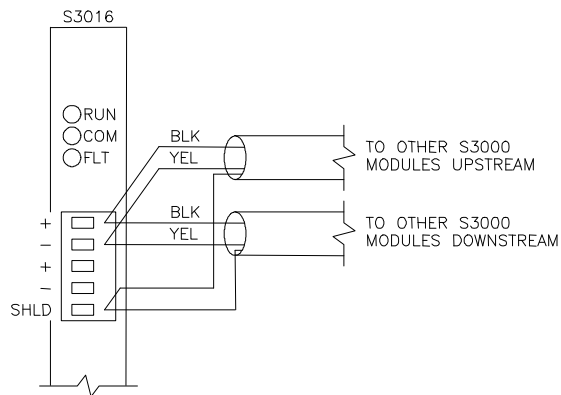 S3016
RUN
COM
FLT
BLK
YEL
TO OTHER S3000
MODULES UPSTREAM
BLK
YEL
TO OTHER S3000
MODULES DOWNSTREAM
+
-
+
-
SHLD